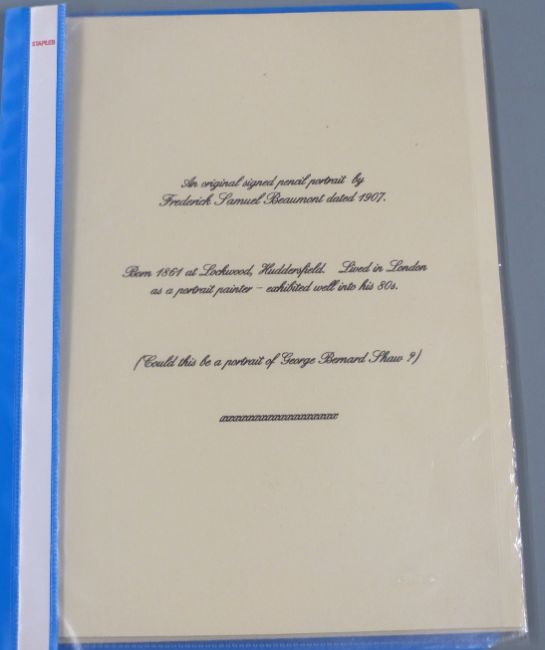 STAPLES
An original signed pencil portrait by
Frederick Samuel Beaumont dated 1907.
Born 1861 at Lockwood, Huddersfield. Lived in London
as a portrait painter – exhibited well into his 80s.
(Could this be a portrait of George Bernard Shaw ?)
xxxxxxxxxxxxxxxxxxxx